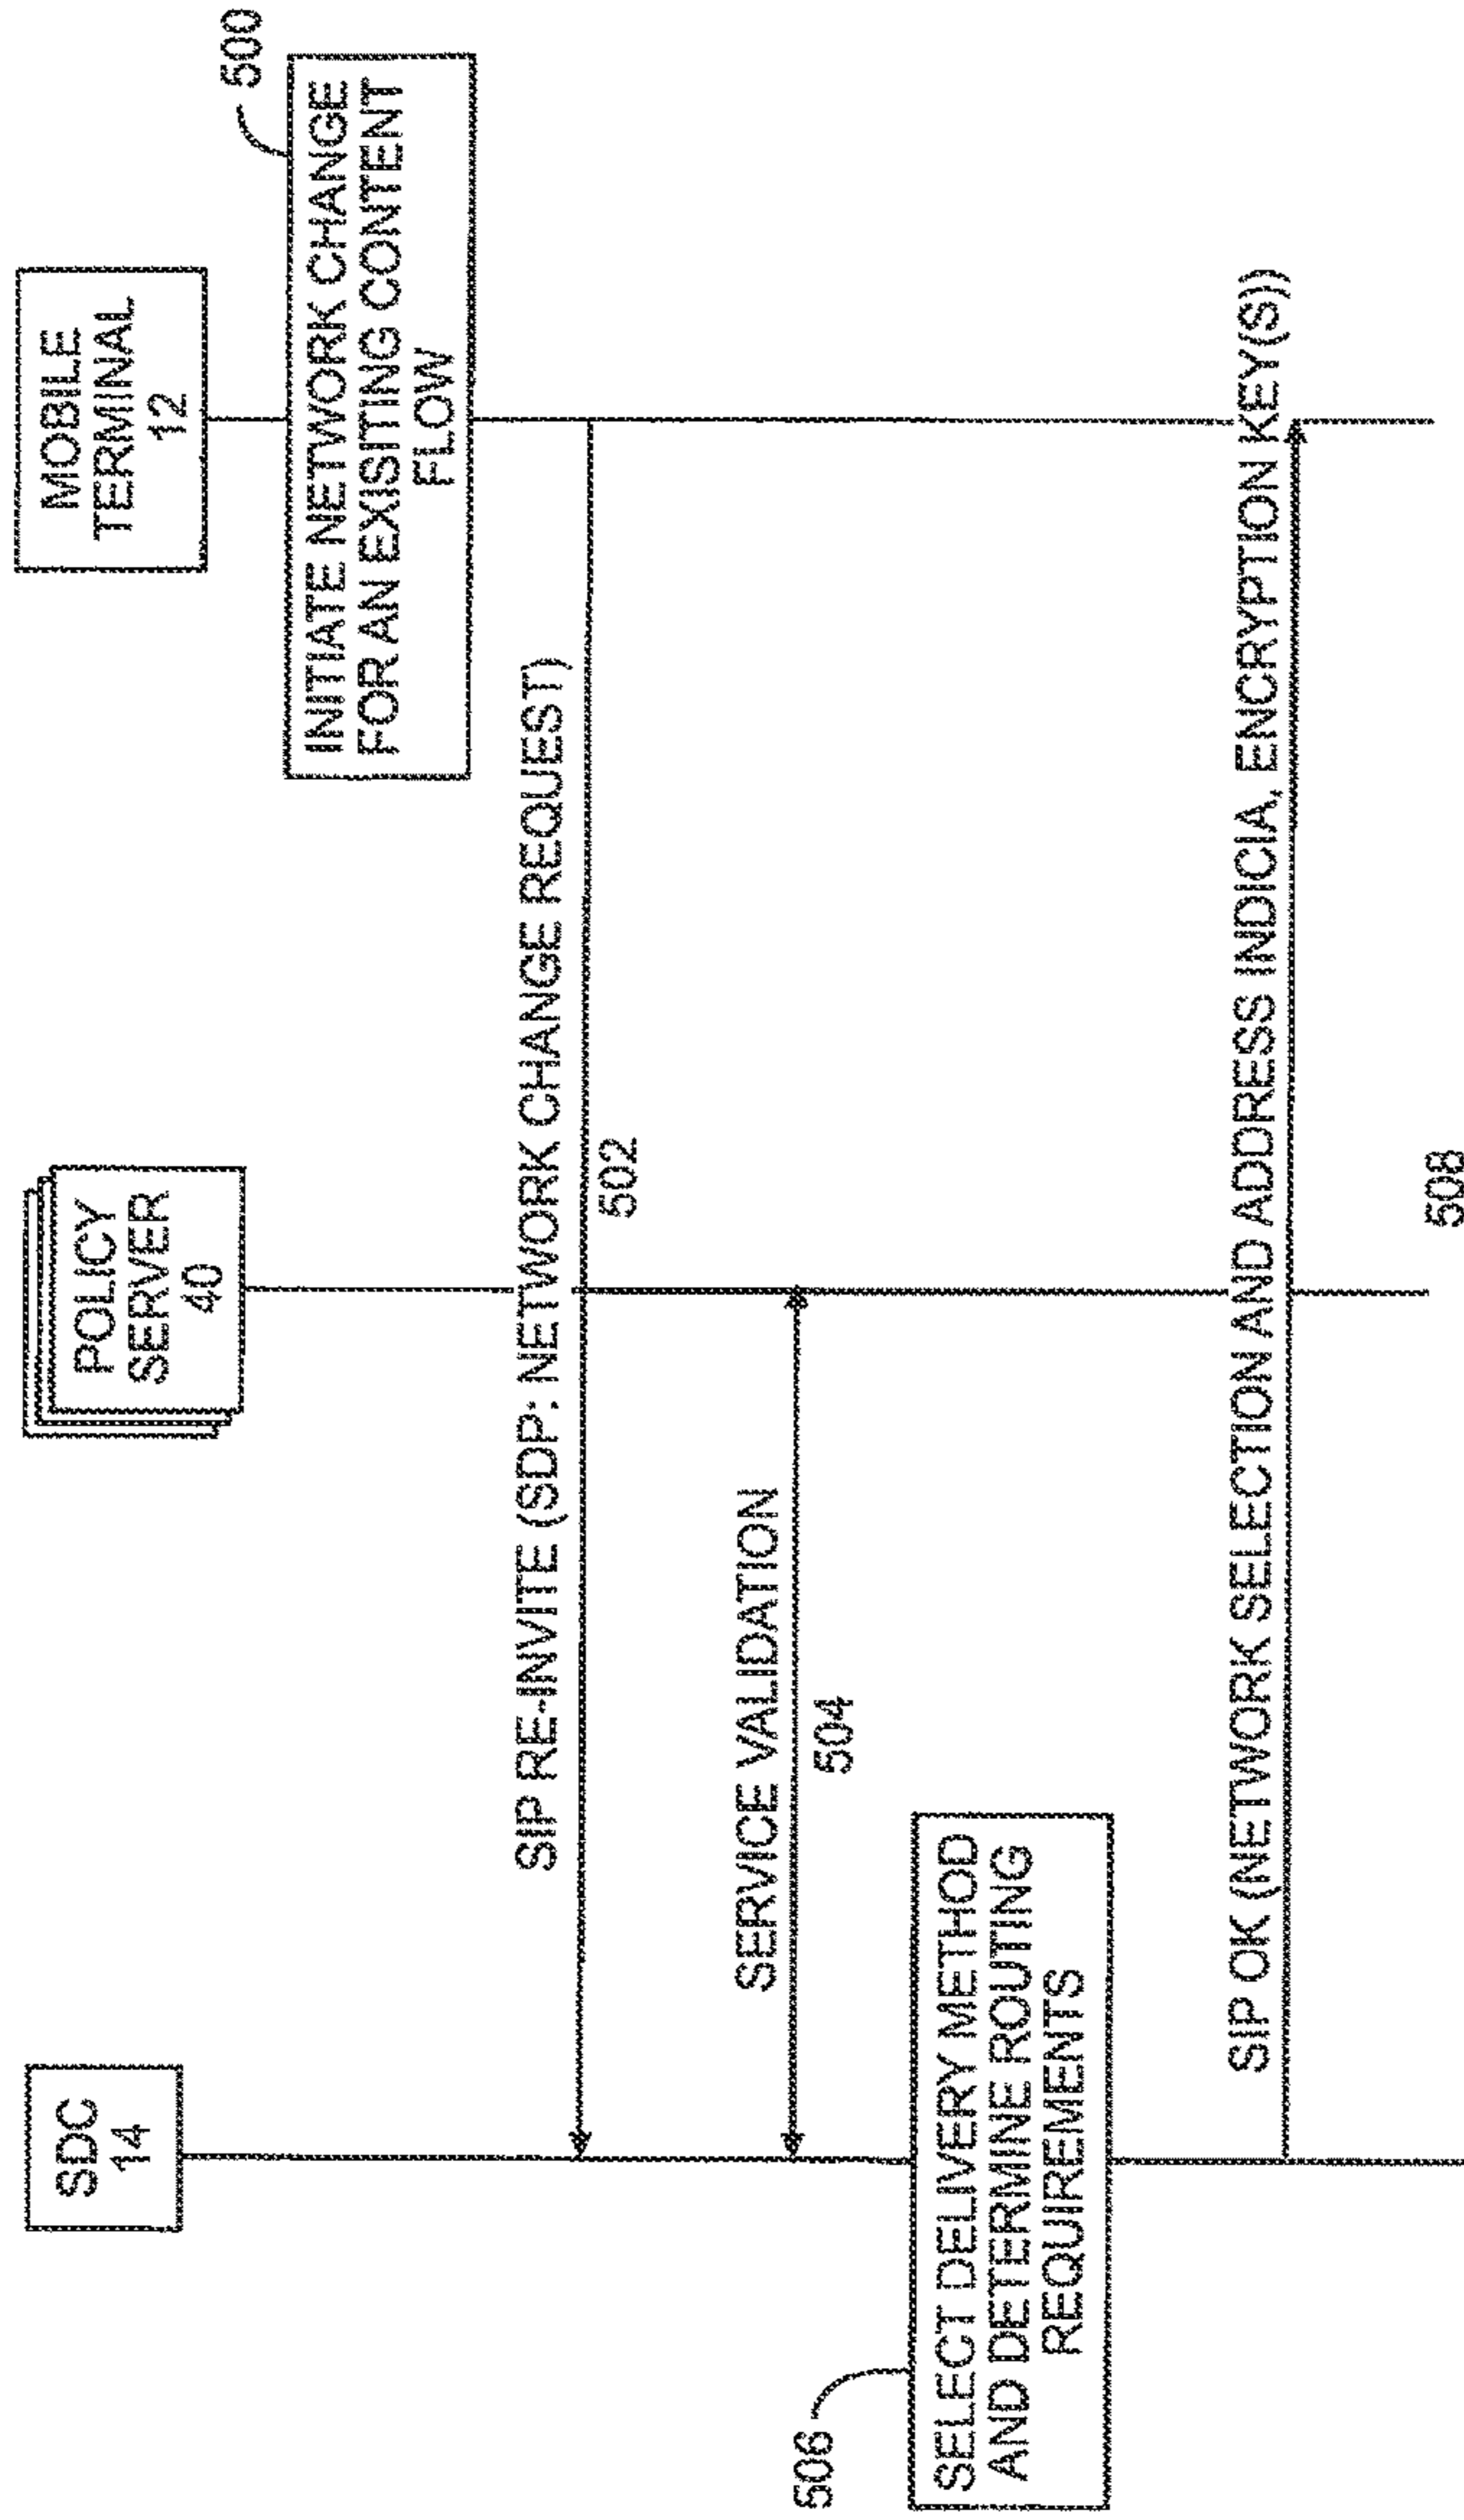 SDC
14
POLICY
SERVER
40
MOBILE
TERMINAL
12
500
INITIATE NETWORK CHANGE
FOR AN EXISITING CONTENT
FLOW
SIP RE-INVITE (SDP: NETWORK CHANGE REQUEST)
502
SERVICE VALIDATION
504
506
SELECT DELIVERY METHOD
AND DETERMINE ROUTING
REQUIREMENTS
SIP OK (NETWORK SELECTION AND ADDRESS INDICIA, ENCRYPTION KEY(S))
508